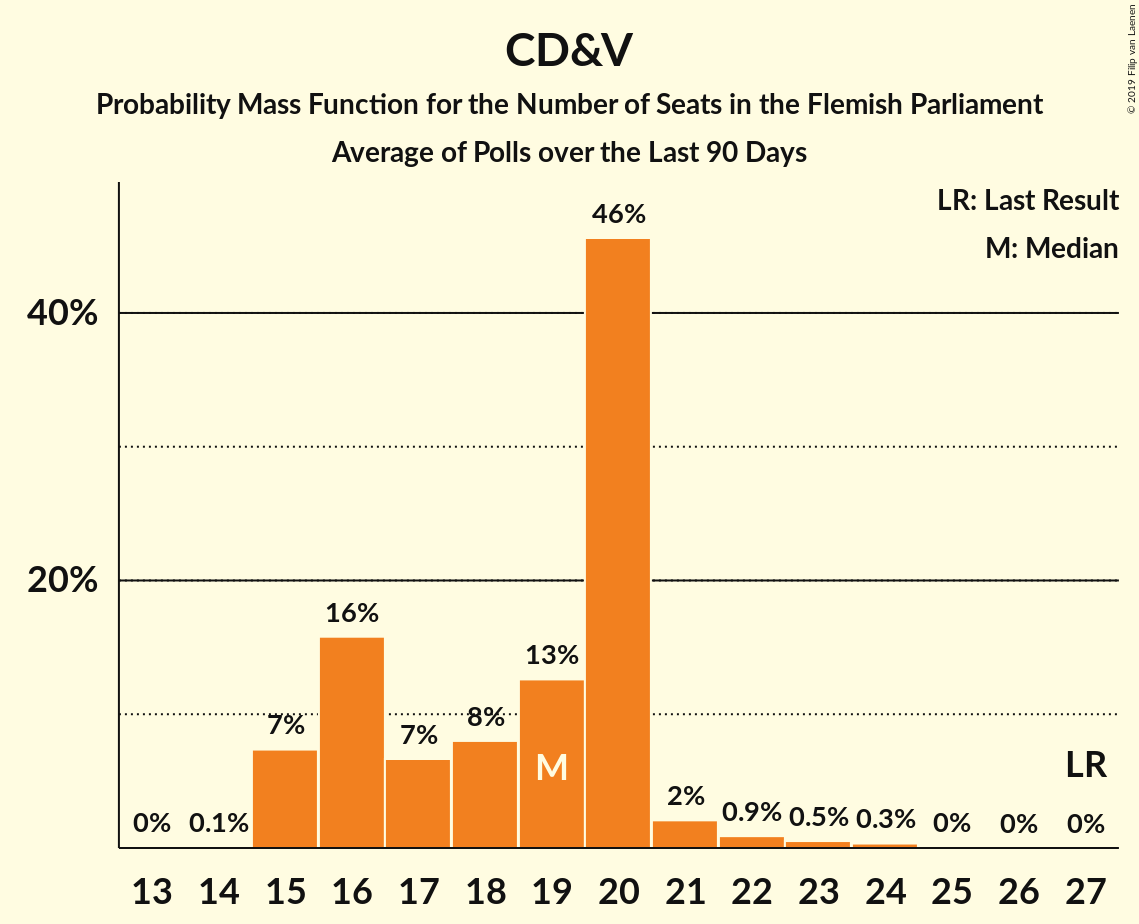 CD&V
Probability Mass Function for the Number of Seats in the Flemish Parliament
Average of Polls over the Last 90 Days
© 2019 Filip van Laenen
LR: Last Result
M: Median
46%
40%
20%
16%
13%
7%
8%
7%
M
LR
2%
0%
0.1%
0.9%
0.5%
0.3%
0%
0%
0%
13 14 15 16 17 18 19 20 21 22 23 24 25 26 27